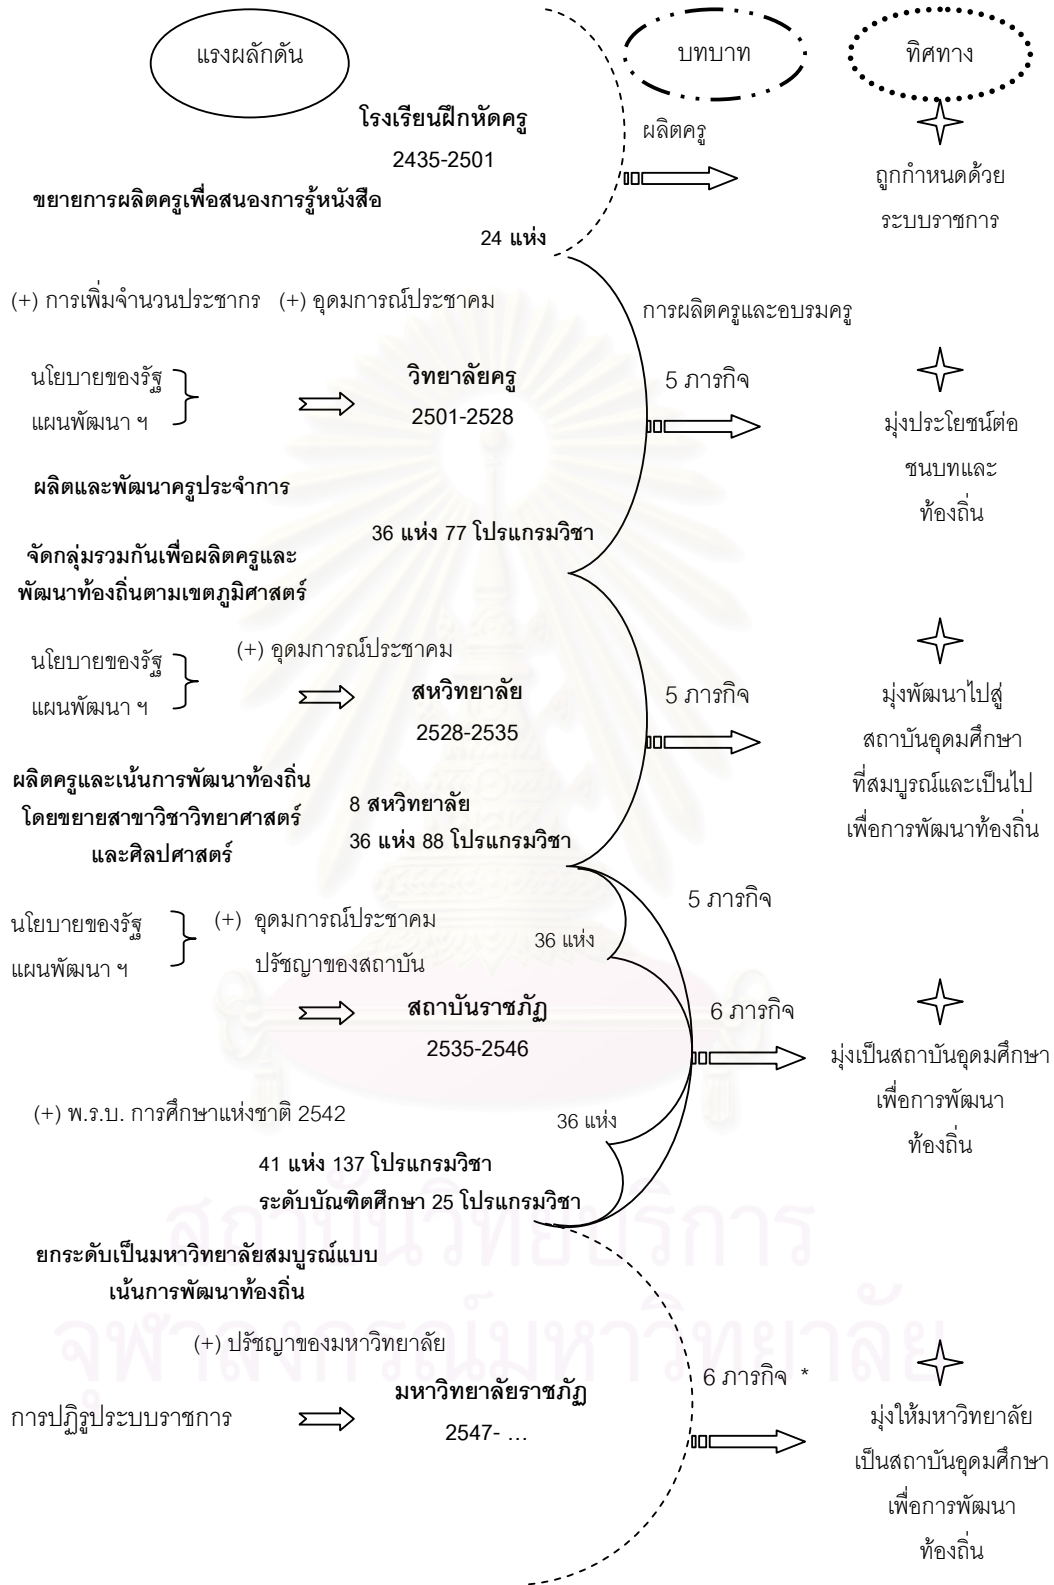 แรงผลักดัน
บทบาท
ทิศทาง
โรงเรียนฝึกหัดครู
2435-2501
ผลิตครู
ขยายการผลิตครูเพื่อสนองการรู้หนังสือ
ถูกกำหนดด้วย
ระบบราชการ
24 แห่ง
(+) การเพิ่มจำนวนประชากร (+) อุดมการณ์ประชาคม
การผลิตครูและอบรมครู
นโยบายของรัฐ
แผนพัฒนา ฯ
วิทยาลัยครู
2501-2528
5 ภารกิจ
มุ่งประโยชน์ต่อ
ชนบทและ
ท้องถิ่น
ผลิตและพัฒนาครูประจำการ
36 แห่ง 77 โปรแกรมวิชา
จัดกลุ่มรวมกันเพื่อผลิตครูและ
พัฒนาท้องถิ่นตามเขตภูมิศาสตร์
(+) อุดมการณ์ประชาคม
นโยบายของรัฐ
แผนพัฒนา ฯ
สหวิทยาลัย
2528-2535
5 ภารกิจ
มุ่งพัฒนาไปสู่
สถาบันอุดมศึกษา
ที่สมบูรณ์และเป็นไป
เพื่อการพัฒนาท้องถิ่น
ผลิตครูและเน้นการพัฒนาท้องถิ่น
โดยขยายสาขาวิชาวิทยาศาสตร์
และศิลปศาสตร์
8 สหวิทยาลัย
36 แห่ง 88 โปรแกรมวิชา
5 ภารกิจ
นโยบายของรัฐ
แผนพัฒนา ฯ
(+) อุดมการณ์ประชาคม
ปรัชญาของสถาบัน
36 แห่ง
สถาบันราชภัฏ
2535-2546
6 ภารกิจ
มุ่งเป็นสถาบันอุดมศึกษา
เพื่อการพัฒนา
ท้องถิ่น
(+) พ.ร.บ. การศึกษาแห่งชาติ 2542
36 แห่ง
41 แห่ง 137 โปรแกรมวิชา
ระดับบัณฑิตศึกษา 25 โปรแกรมวิชา
สถาบันวิทยบริการ
ยกระดับเป็นมหาวิทยาลัยสมบูรณ์แบบ
เน้นการพัฒนาท้องถิ่น
จุฬาลงกรณ์มหาวิทยาลัย
(+) ปรัชญาของมหาวิทยาลัย
การปฏิรูประบบราชการ
มหาวิทยาลัยราชภัฏ
2547- ...
6 ภารกิจ *
มุ่งให้มหาวิทยาลัย
เป็นสถาบันอุดมศึกษา
เพื่อการพัฒนา
ท้องถิ่น